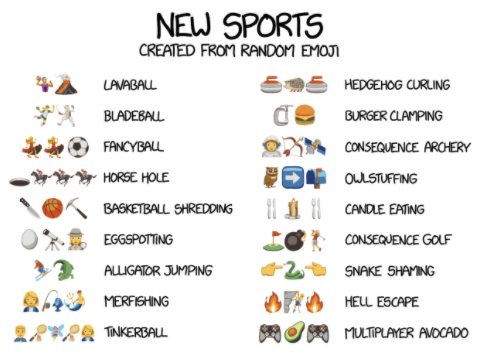 NEW SPORTS
CREATED FROM RANDOM EMOJI
LAVABALL
BLADEBALL
FANCYBALL
HORSE HOLE
BASKETBALL SHREDDING
EGGSPOTTING
ALLIGATOR JUMPING
MERFISHING
TINKERBALL
HEDGEHOG CURLING
BURGER CLAMPING
CONSEQUENCE ARCHERY
OWLSTUFFING
CANDLE EATING
CONSEQUENCE GOLF
SNAKE SHAMING
HELL ESCAPE
MULTIPLAYER AVOCADO